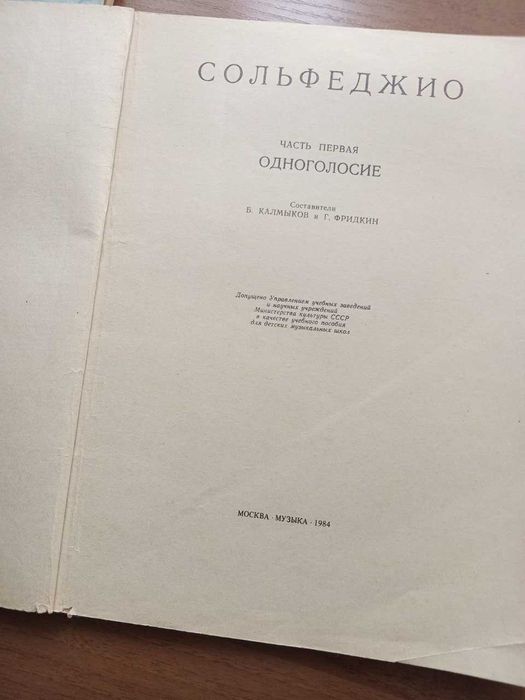 СОЛЬФЕДЖИО
ЧАСТЬ ПЕРВАЯ
ОДНОГОЛОСИЕ
Составители
Б. КАЛМЫКОВ и Г. ФРИДКИН
Допущено Управлением учебных заведений
и научных учреждений
Министерства культуры СССР
в качестве учебного пособия
для детских музыкальных школ
МОСКВА · МУЗЫКА · 1984